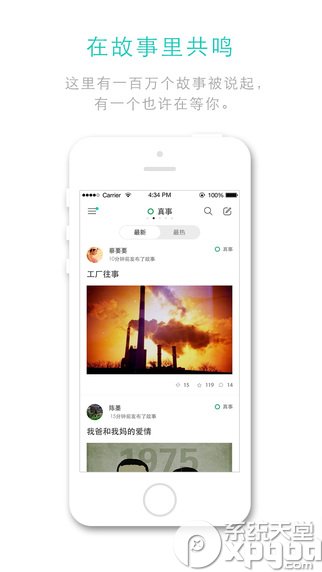 在故事里共鸣
这里有一百万个故事被说起,
有一个也许在等你。
Carrier 4:34 PM 100%
真事
最新 最热
蔡要要 真事
10分钟前发布了故事
工厂往事
15 119 14
陈墨 真事
15分钟前发布了故事
我爸和我妈的爱情
1975
系统天堂
xpgod